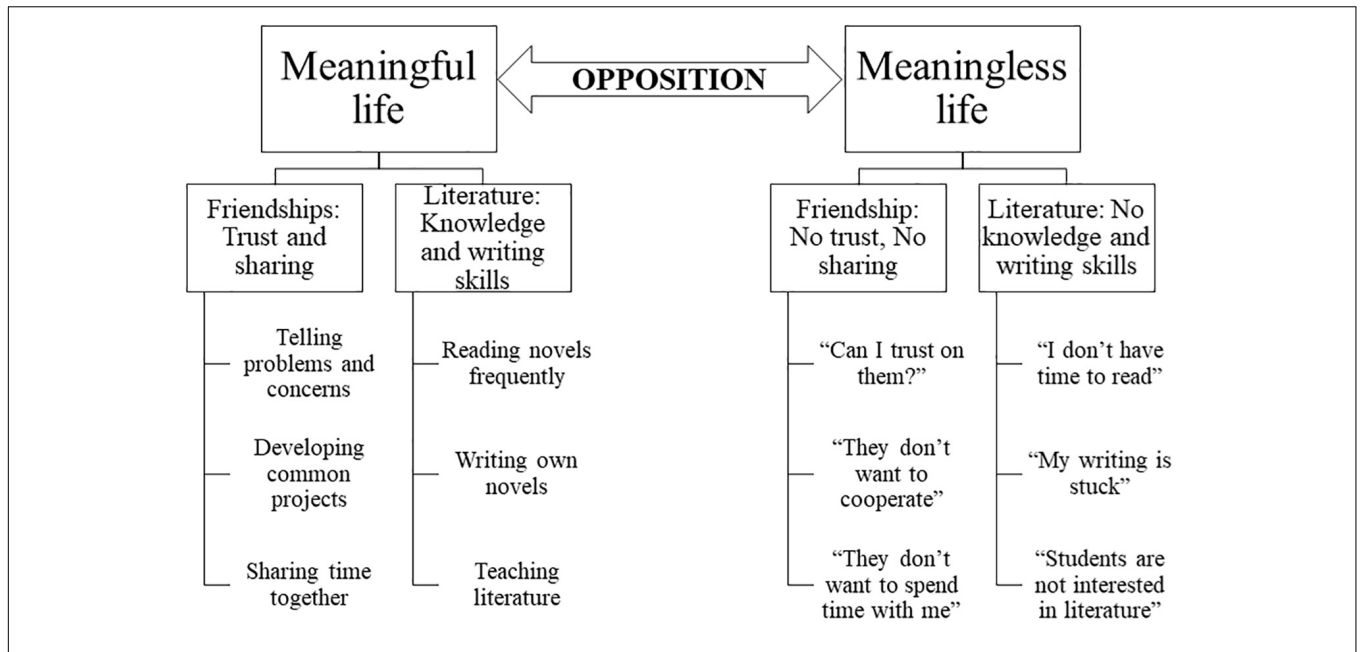 Meaningful
life
OPPOSITION
Meaningless
life
Friendships:
Trust and
sharing
Literature:
Knowledge
and writing
skills
Friendship:
No trust, No
sharing
Literature: No
knowledge and
writing skills
Telling
problems and
concerns
Developing
common
projects
Sharing time
together
Reading novels
frequently
Writing own
novels
Teaching
literature
“Can I trust on
them?”
“They don’t
want to
cooperate”
“They don’t
want to spend
time with me”
“I don’t have
time to read”
“My writing is
stuck”
“Students are
not interested
in literature”